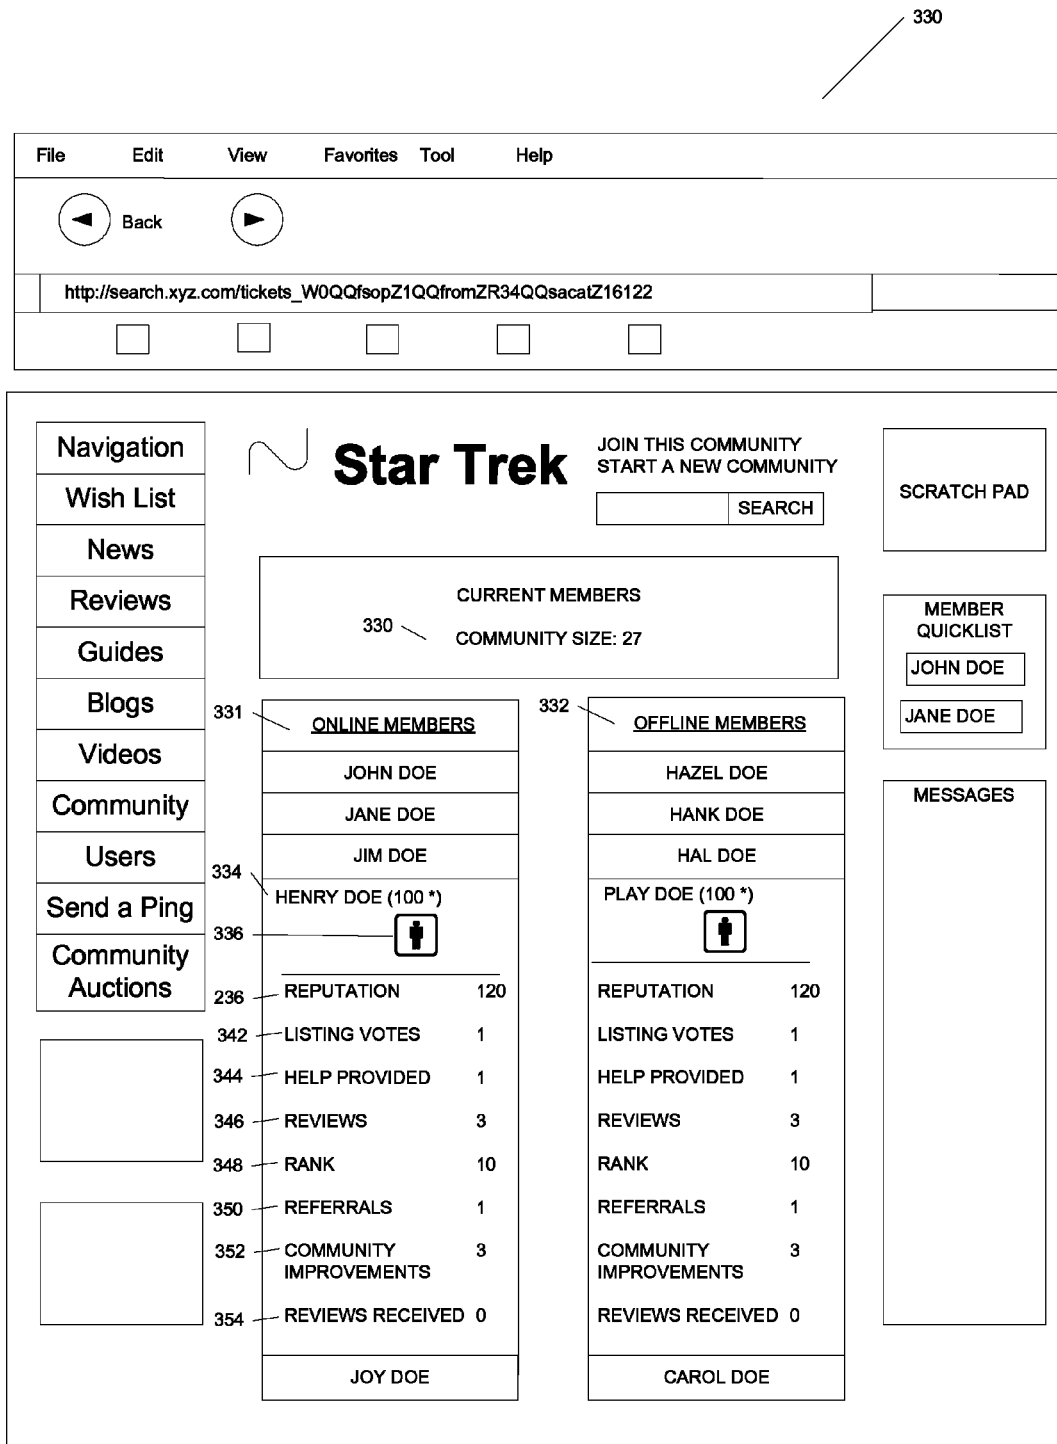 330
File Edit View Favorites Tool Help
Back
http://search.xyz.com/tickets_W0QQfsopZ1QQfromZR34QQsacatZ16122
Navigation
Wish List
News
Reviews
Guides
Blogs
Videos
Community
Users
Send a Ping
Community
Auctions
Star Trek
JOIN THIS COMMUNITY
START A NEW COMMUNITY
SEARCH
SCRATCH PAD
CURRENT MEMBERS
330 COMMUNITY SIZE: 27
MEMBER
QUICKLIST
JOHN DOE
JANE DOE
MESSAGES
331 ONLINE MEMBERS
JOHN DOE
JANE DOE
JIM DOE
334 HENRY DOE (100 *)
336
236 REPUTATION 120
342 LISTING VOTES 1
344 HELP PROVIDED 1
346 REVIEWS 3
348 RANK 10
350 REFERRALS 1
352 COMMUNITY 3
IMPROVEMENTS
354 REVIEWS RECEIVED 0
JOY DOE
332 OFFLINE MEMBERS
HAZEL DOE
HANK DOE
HAL DOE
PLAY DOE (100 *)
REPUTATION 120
LISTING VOTES 1
HELP PROVIDED 1
REVIEWS 3
RANK 10
REFERRALS 1
COMMUNITY 3
IMPROVEMENTS
REVIEWS RECEIVED 0
CAROL DOE